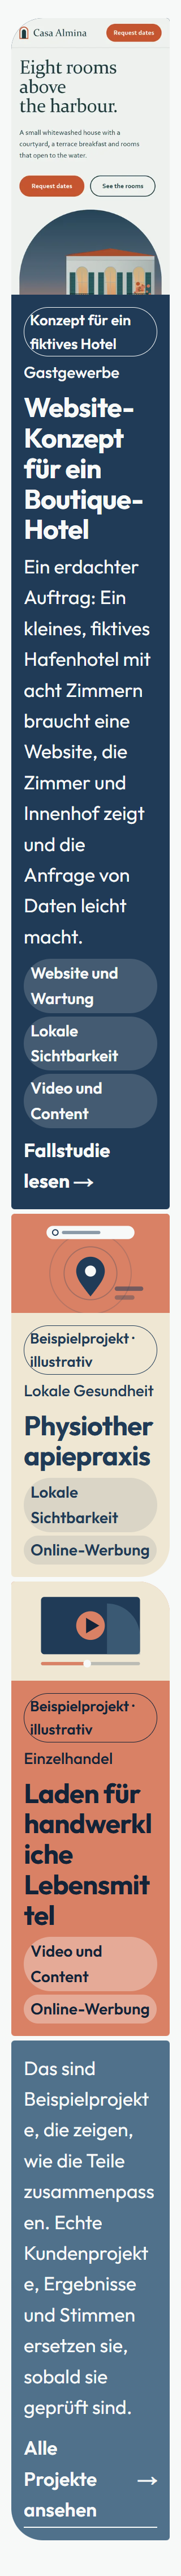 Casa Almina
Request dates
Eight rooms
above
the harbour.
A small whitewashed house with a
courtyard, a terrace breakfast and rooms
that open to the water.
Request dates
See the rooms
Konzept für ein
fiktives Hotel
Gastgewerbe
Website-
Konzept
für ein
Boutique-
Hotel
Ein erdachter
Auftrag: Ein
kleines, fiktives
Hafenhotel mit
acht Zimmern
braucht eine
Website, die
Zimmer und
Innenhof zeigt
und die
Anfrage von
Daten leicht
macht.
Website und
Wartung
Lokale
Sichtbarkeit
Video und
Content
Fallstudie
lesen →
Beispielprojekt ·
illustrativ
Lokale Gesundheit
Physiother
apiepraxis
Lokale
Sichtbarkeit
Online-Werbung
Beispielprojekt ·
illustrativ
Einzelhandel
Laden für
handwerkl
iche
Lebensmit
tel
Video und
Content
Online-Werbung
Das sind
Beispielprojekt
e, die zeigen,
wie die Teile
zusammenpass
en. Echte
Kundenprojekt
e, Ergebnisse
und Stimmen
ersetzen sie,
sobald sie
geprüft sind.
Alle
Projekte →
ansehen